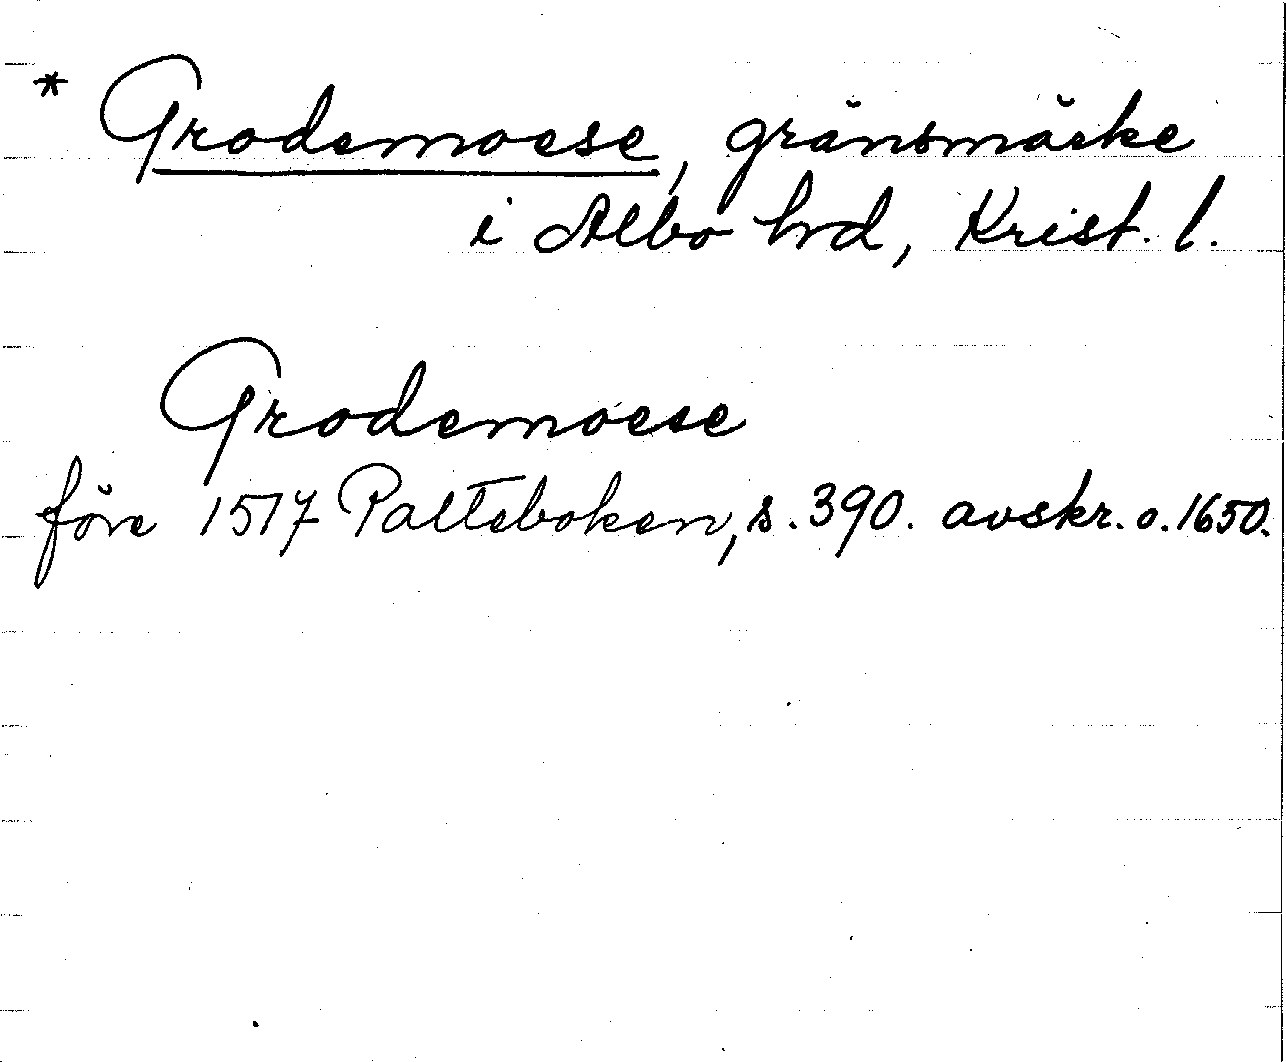 * Grodemoese, gränsmärke
i Albo hrd, Krist. l.
Grodemoese
före 1517 Palteboken, s. 390. avskr. o. 1650.